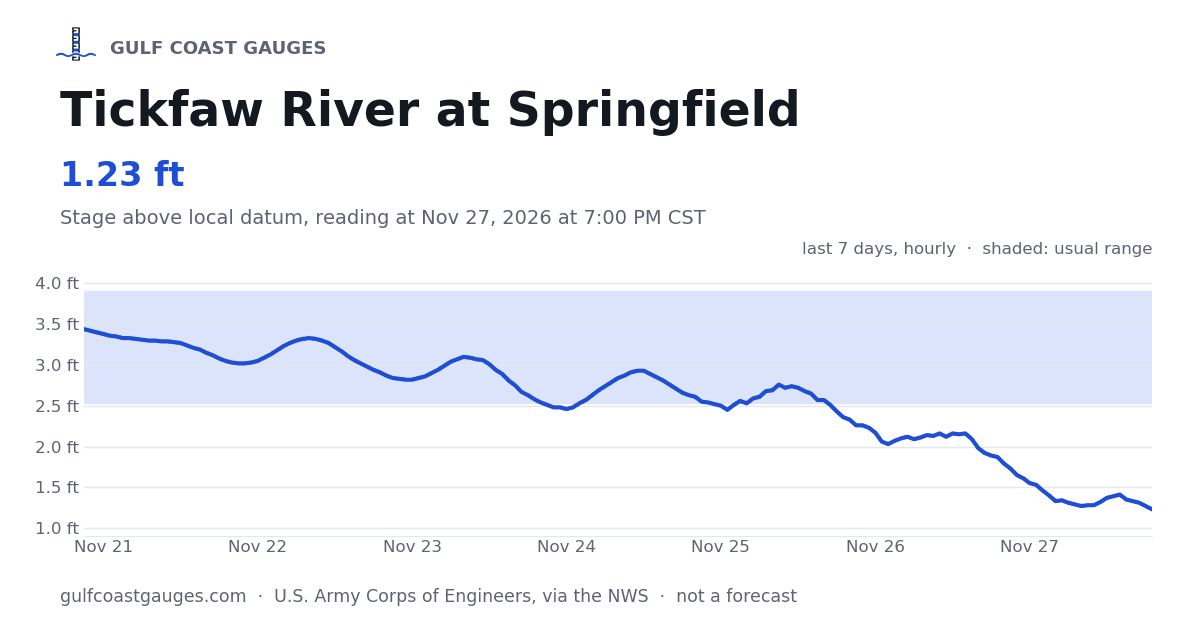 GULF COAST GAUGES
Tickfaw River at Springfield
1.23 ft
Stage above local datum, reading at Nov 27, 2026 at 7:00 PM CST
last 7 days, hourly · shaded: usual range
4.0 ft
3.5 ft
3.0 ft
2.5 ft
2.0 ft
1.5 ft
1.0 ft
Nov 21 Nov 22 Nov 23 Nov 24 Nov 25 Nov 26 Nov 27
gulfcoastgauges.com · U.S. Army Corps of Engineers, via the NWS · not a forecast